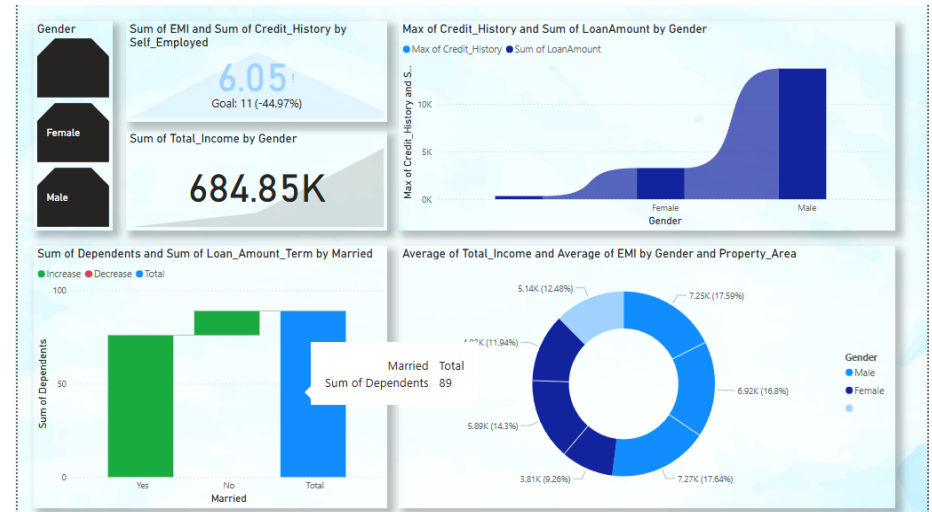 Gender
Female
Male
Sum of EMI and Sum of Credit_History by
Self_Employed
6.05!
Goal: 11 (-44.97%)
Sum of Total_Income by Gender
684.85K
Max of Credit_History and Sum of LoanAmount by Gender
Max of Credit_History Sum of LoanAmount
Max of Credit_History and S...
10K
5K
0K
Female
Male
Gender
Sum of Dependents and Sum of Loan_Amount_Term by Married
Increase Decrease Total
Sum of Dependents
100
50
0
Yes
No
Total
Married
Married Total
Sum of Dependents 89
Average of Total_Income and Average of EMI by Gender and Property_Area
5.14K (12.48%)
7.25K (17.59%)
(11.94%)
6.92K (16.8%)
5.89K (14.3%)
3.81K (9.26%)
7.27K (17.64%)
Gender
Male
Female